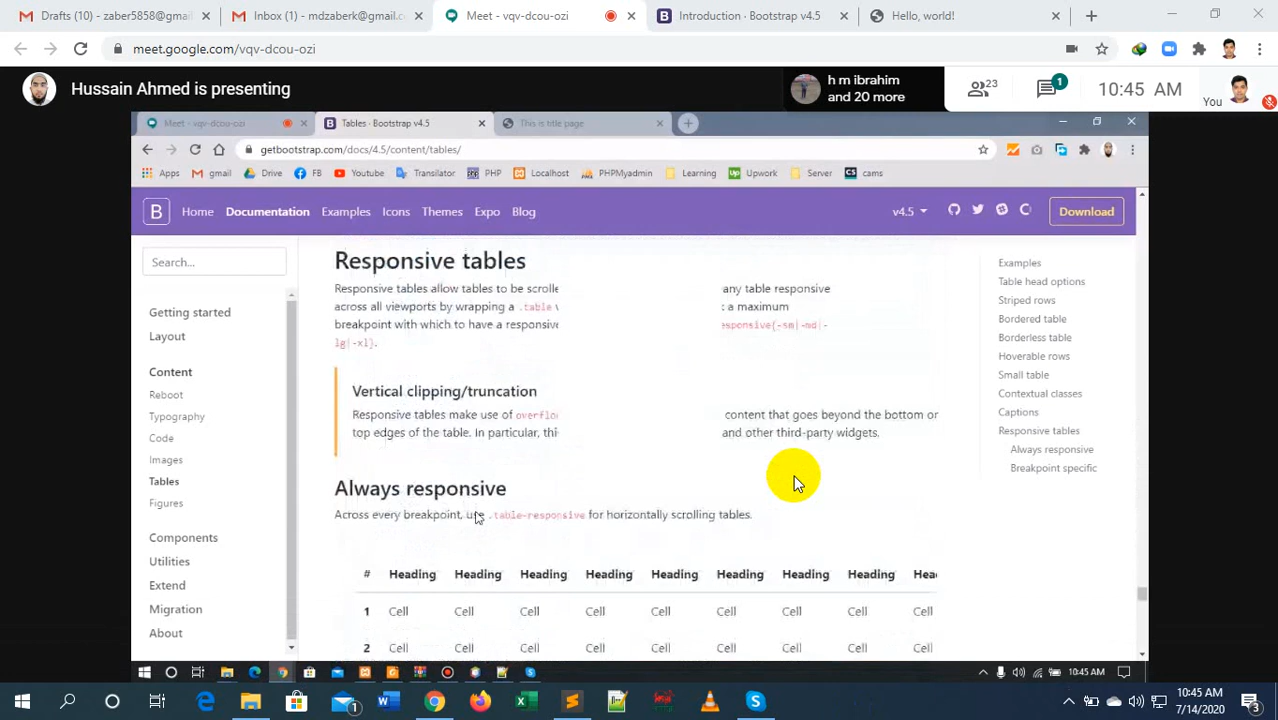 Drafts (10) - zaber5858@gmail
Inbox (1) - mdzaberk@gmail.c
Meet - vqv-dcou-ozi
Introduction · Bootstrap v4.5
Hello, world!
meet.google.com/vqv-dcou-ozi
Hussain Ahmed is presenting
h m ibrahim
and 20 more
23
1
10:45 AM
You
Meet - vqv-dcou-ozi
Tables · Bootstrap v4.5
This is title page
getbootstrap.com/docs/4.5/content/tables/
Apps gmail Drive FB Youtube Translator PHP Localhost PHPMyadmin Learning Upwork Server cams
Home Documentation Examples Icons Themes Expo Blog v4.5 Download
Search...
Getting started
Layout
Content
Reboot
Typography
Code
Images
Tables
Figures
Components
Utilities
Extend
Migration
About
Responsive tables
Responsive tables allow tables to be scrolle any table responsive
across all viewports by wrapping a .table a maximum
breakpoint with which to have a responsive esponsive{-sm|-md|-
lg|-xl}.
Vertical clipping/truncation
Responsive tables make use of overflo content that goes beyond the bottom or
top edges of the table. In particular, thi and other third-party widgets.
Always responsive
Across every breakpoint, use .table-responsive for horizontally scrolling tables.
# Heading Heading Heading Heading Heading Heading Heading Heading Hea
1 Cell Cell Cell Cell Cell Cell Cell Cell Cell
2 Cell Cell Cell Cell Cell Cell Cell Cell Cell
Examples
Table head options
Striped rows
Bordered table
Borderless table
Hoverable rows
Small table
Contextual classes
Captions
Responsive tables
Always responsive
Breakpoint specific
10:45 AM
10:45 AM
7/14/2020
1
3